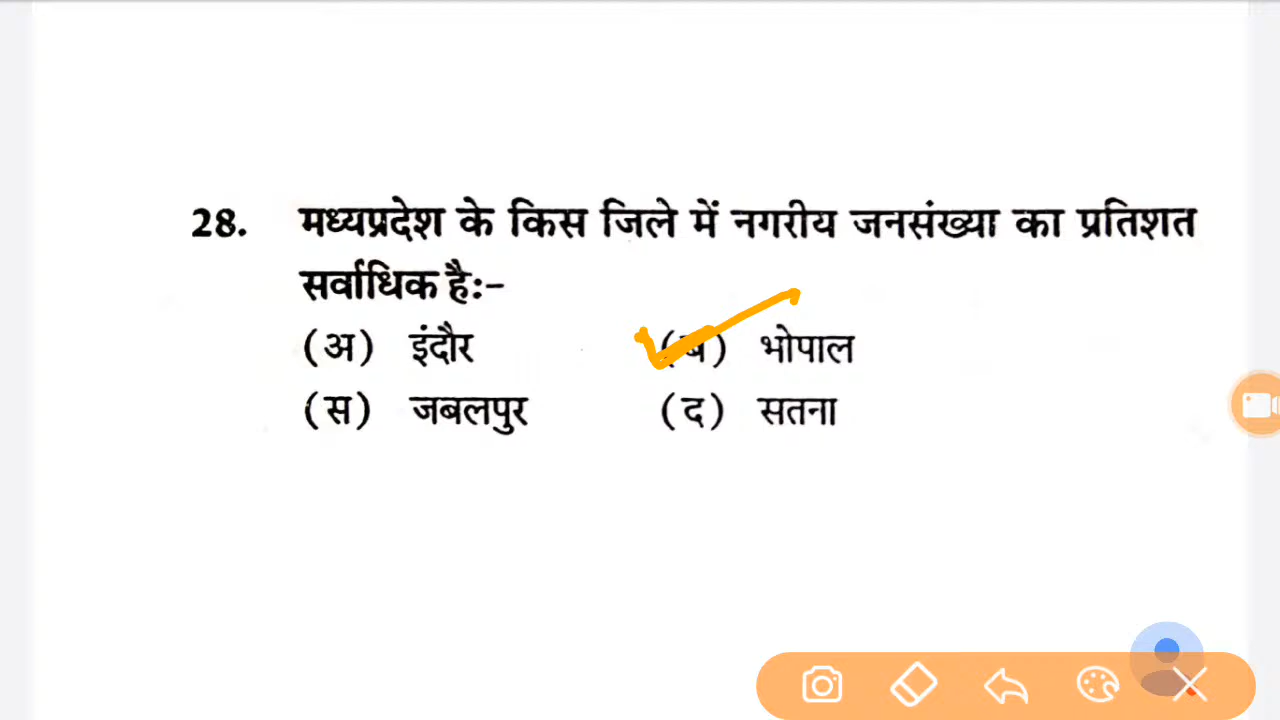 28. मध्यप्रदेश के किस जिले में नगरीय जनसंख्या का प्रतिशत
सर्वाधिक है:-
(अ) इंदौर (ब) भोपाल
(स) जबलपुर (द) सतना